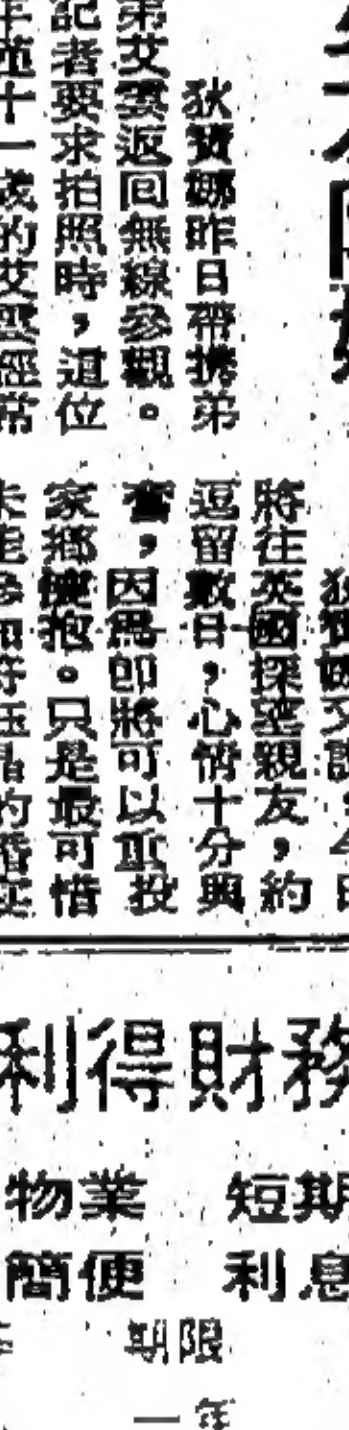 狄寶娜昨日帶携弟
弟艾雲返回無線參觀。
記者要求拍照時，這位
十一歲的艾雲經常
狄寶娜又說，今日
將往英國探望親友，約
逗留數日，心情十分興
奮，因為即將可以重投
家鄉擁抱。只是最可惜
未能參加
利得財務
物業 短期
簡便 利息
期限
一年